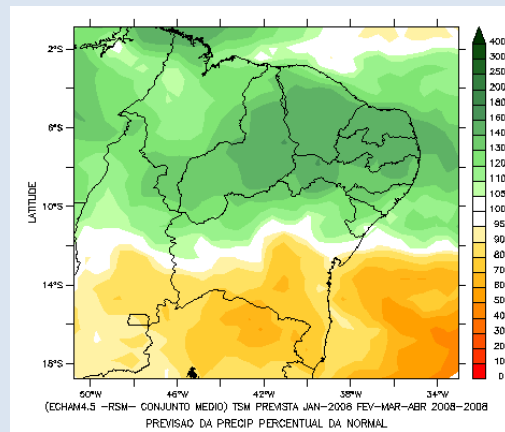 400
400
300
200
180
160
140
130
120
110
105
100
95
90
80
70
60
50
40
30
20
10
0
2°S
6°S
10°S
14°S
18°S
LATITUDE
50°W 46°W 42°W 38°W 34°W
(ECHAM4.5 –RSM– CONJUNTO MEDIO) TSM PREVISTA JAN–2008 FEV–MAR–ABR 2008–2008
PREVISAO DA PRECIP PERCENTUAL DA NORMAL